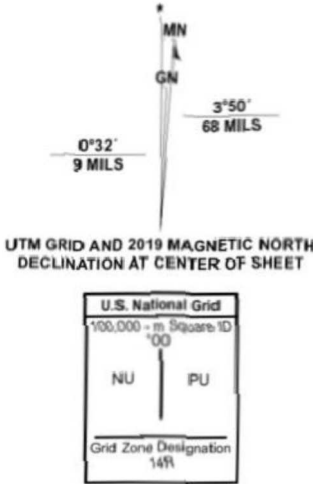 *
MN
GN
3°50´
68 MILS
0°32´
9 MILS
UTM GRID AND 2019 MAGNETIC NORTH
DECLINATION AT CENTER OF SHEET
U.S. National Grid
100,000 - m Square ID
'00
NU PU
Grid Zone Designation
14R